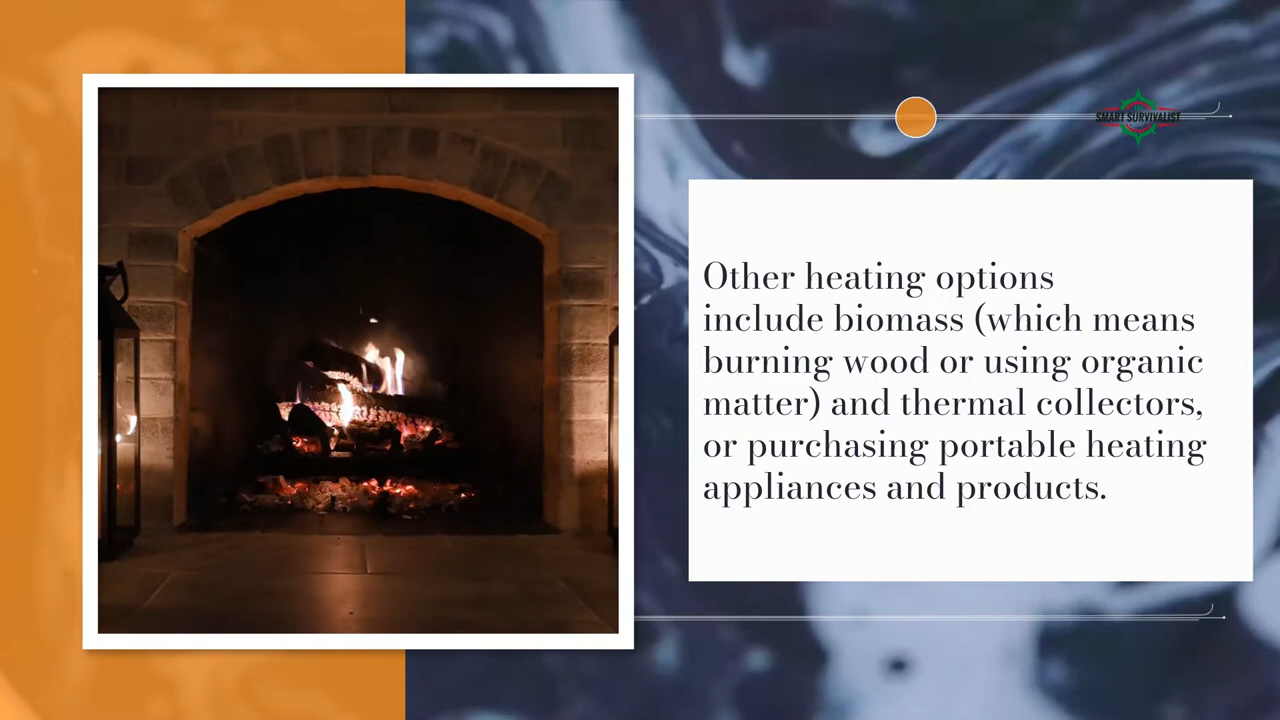 SMART SURVIVALIST
Other heating options
include biomass (which means
burning wood or using organic
matter) and thermal collectors,
or purchasing portable heating
appliances and products.